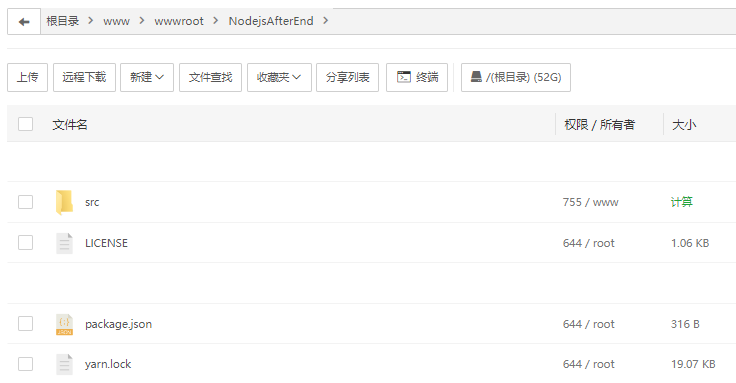 根目录 > www > wwwroot > NodejsAfterEnd >
上传 远程下载 新建 文件查找 收藏夹 分享列表 终端 /(根目录) (52G)
文件名 权限 / 所有者 大小
src 755 / www 计算
LICENSE 644 / root 1.06 KB
package.json 644 / root 316 B
yarn.lock 644 / root 19.07 KB